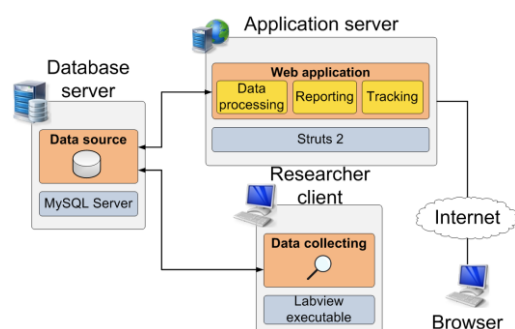 Application server
Web application
Data
processing
Reporting
Tracking
Struts 2
Database
server
Data source
MySQL Server
Researcher
client
Data collecting
Labview
executable
Internet
Browser